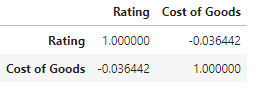 Rating Cost of Goods
Rating 1.000000 -0.036442
Cost of Goods -0.036442 1.000000